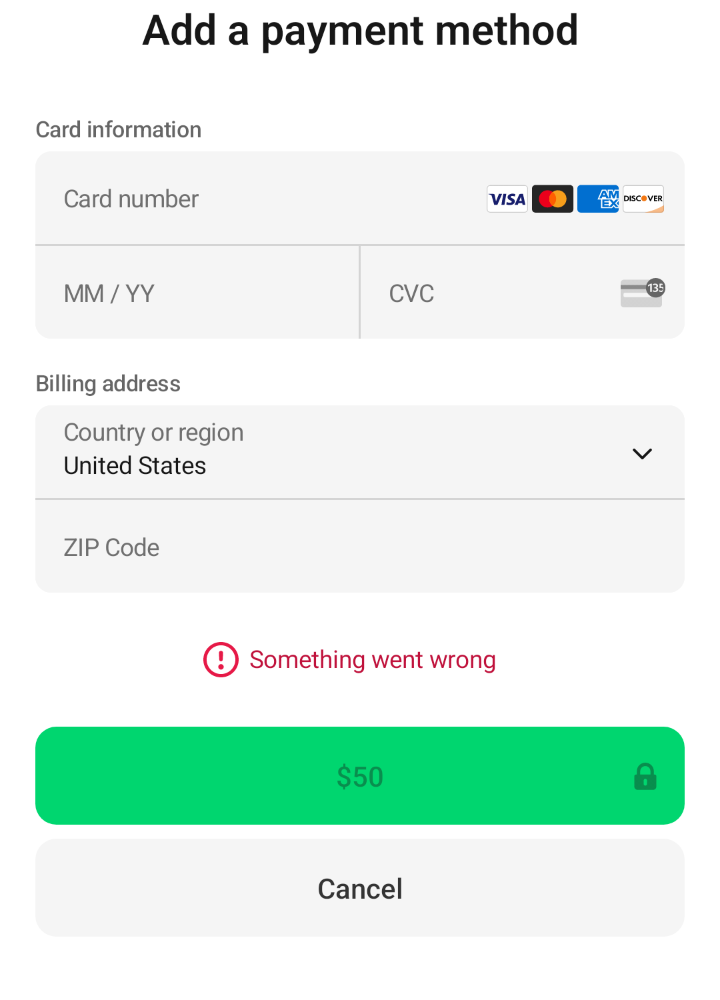 Add a payment method
Card information
Card number VISA AMEX DISCOVER
MM / YY CVC 135
Billing address
Country or region
United States
ZIP Code
Something went wrong
$50
Cancel